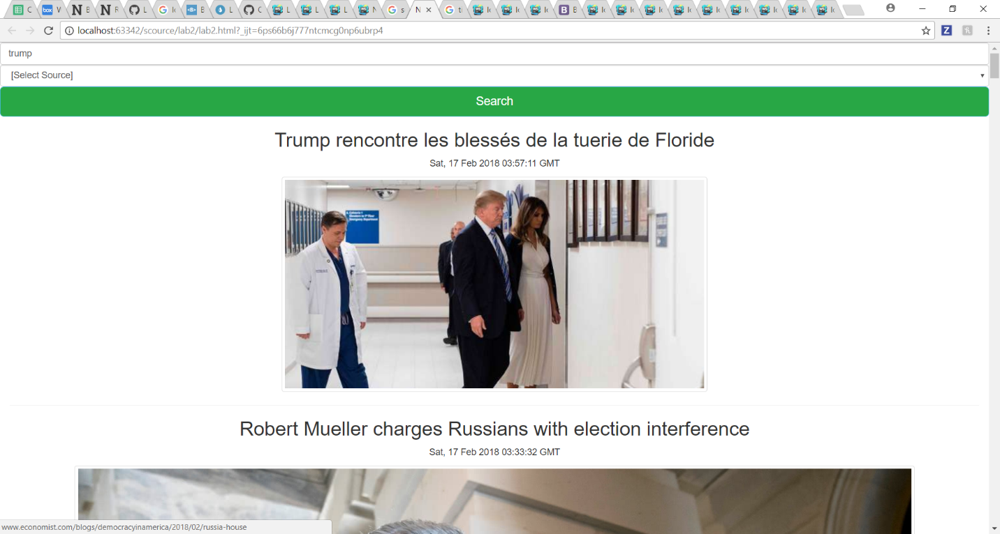 localhost:63342/scource/lab2/lab2.html?_ijt=6ps66b6j777ntcmcg0np6ubrp4
trump
[Select Source]
Search
Trump rencontre les blessés de la tuerie de Floride
Sat, 17 Feb 2018 03:57:11 GMT
Robert Mueller charges Russians with election interference
Sat, 17 Feb 2018 03:33:32 GMT
www.economist.com/blogs/democracyinamerica/2018/02/russia-house